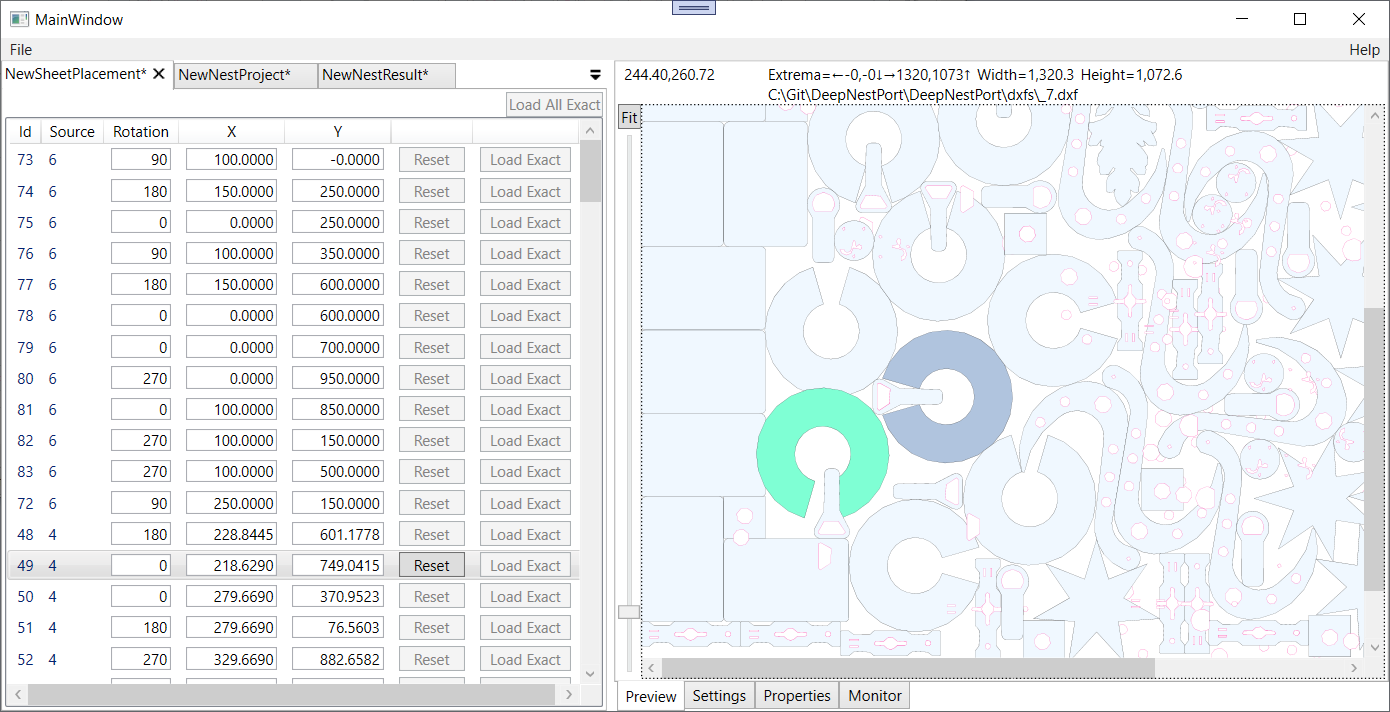 MainWindow
File Help
NewSheetPlacement* NewNestProject* NewNestResult*
244.40,260.72 Extrema=←-0,-0↓→1320,1073↑ Width=1,320.3 Height=1,072.6
C:\Git\DeepNestPort\DeepNestPort\dxfs\_7.dxf
Load All Exact
Fit
Id Source Rotation X Y
73 6 90 100.0000 -0.0000 Reset Load Exact
74 6 180 150.0000 250.0000 Reset Load Exact
75 6 0 0.0000 250.0000 Reset Load Exact
76 6 90 100.0000 350.0000 Reset Load Exact
77 6 180 150.0000 600.0000 Reset Load Exact
78 6 0 0.0000 600.0000 Reset Load Exact
79 6 0 0.0000 700.0000 Reset Load Exact
80 6 270 0.0000 950.0000 Reset Load Exact
81 6 0 100.0000 850.0000 Reset Load Exact
82 6 270 100.0000 150.0000 Reset Load Exact
83 6 270 100.0000 500.0000 Reset Load Exact
72 6 90 250.0000 150.0000 Reset Load Exact
48 4 180 228.8445 601.1778 Reset Load Exact
49 4 0 218.6290 749.0415 Reset Load Exact
50 4 0 279.6690 370.9523 Reset Load Exact
51 4 180 279.6690 76.5603 Reset Load Exact
52 4 270 329.6690 882.6582 Reset Load Exact
Preview Settings Properties Monitor